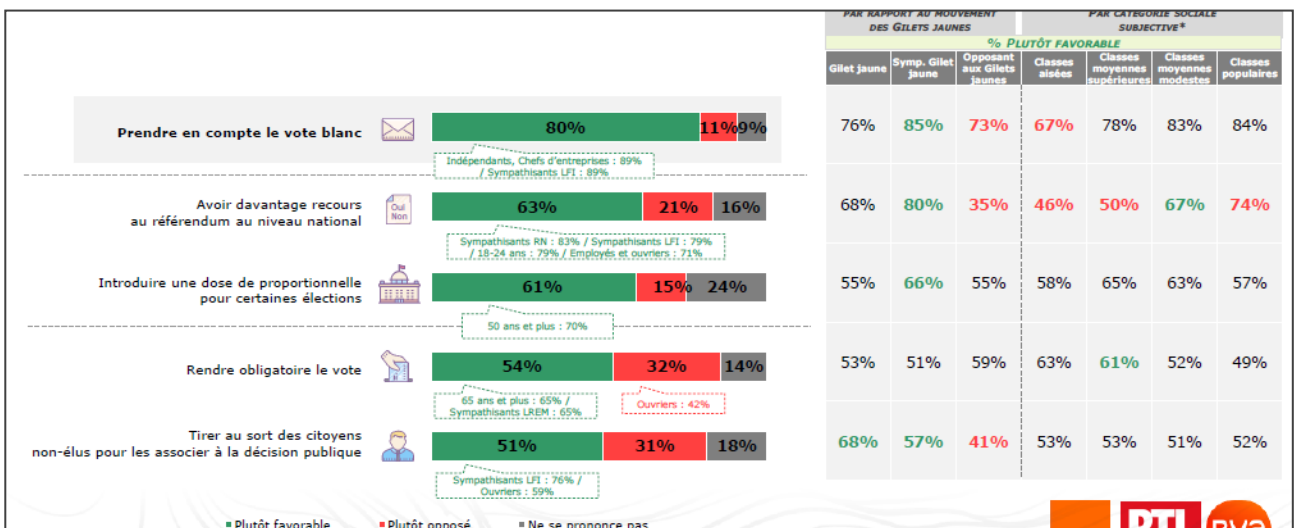 PAR RAPPORT AU MOUVEMENT DES GILETS JAUNES
PAR CATÉGORIE SOCIALE SUBJECTIVE*
% PLUTÔT FAVORABLE
Gilet jaune
Symp. Gilet jaune
Opposant aux Gilets jaunes
Classes aisées
Classes moyennes supérieures
Classes moyennes modestes
Classes populaires
Prendre en compte le vote blanc
80% 11% 9%
76% 85% 73% 67% 78% 83% 84%
Indépendants, Chefs d'entreprises : 89%
/ Sympathisants LFI : 89%
Avoir davantage recours
au référendum au niveau national
Oui
Non
63% 21% 16%
68% 80% 35% 46% 50% 67% 74%
Sympathisants RN : 83% / Sympathisants LFI : 79%
/ 18-24 ans : 79% / Employés et ouvriers : 71%
Introduire une dose de proportionnelle
pour certaines élections
61% 15% 24%
55% 66% 55% 58% 65% 63% 57%
50 ans et plus : 70%
Rendre obligatoire le vote
54% 32% 14%
53% 51% 59% 63% 61% 52% 49%
65 ans et plus : 65% /
Sympathisants LREM : 65%
Ouvriers : 42%
Tirer au sort des citoyens
non-élus pour les associer à la décision publique
51% 31% 18%
68% 57% 41% 53% 53% 51% 52%
Sympathisants LFI : 76% /
Ouvriers : 59%
Plutôt favorable Plutôt opposé Ne se prononce pas
RTL
BVA